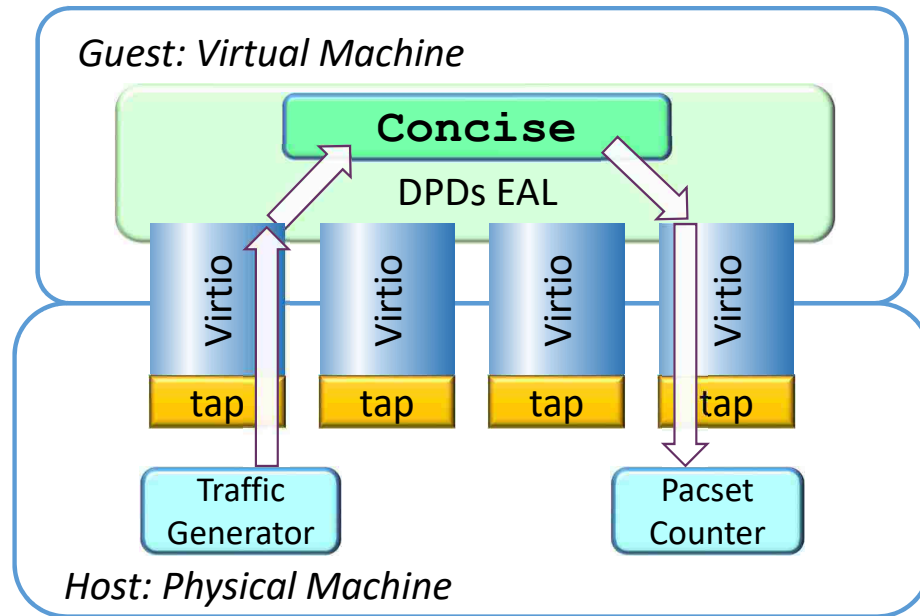 Guest: Virtual Machine
Concise
DPDs EAL
Virtio
Virtio
Virtio
Virtio
tap
tap
tap
tap
Traffic
Generator
Pacset
Counter
Host: Physical Machine